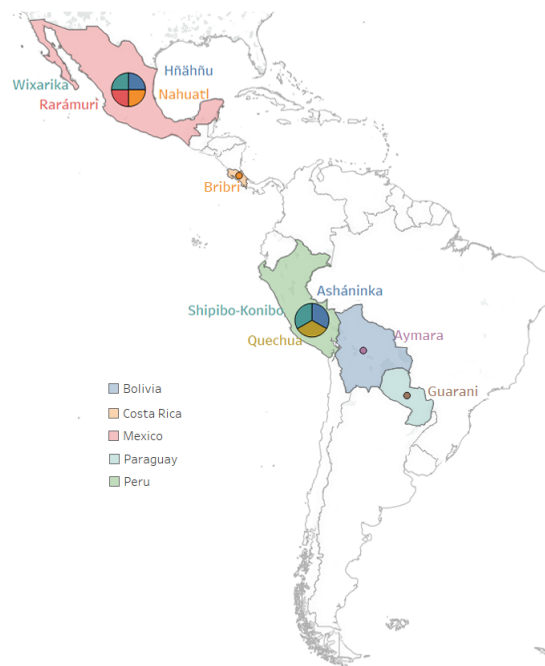 Hñähñu
Wixarika
Nahuatl
Rarámuri
Bribri
Asháninka
Shipibo-Konibo
Quechua
Aymara
Guarani
Bolivia
Costa Rica
Mexico
Paraguay
Peru